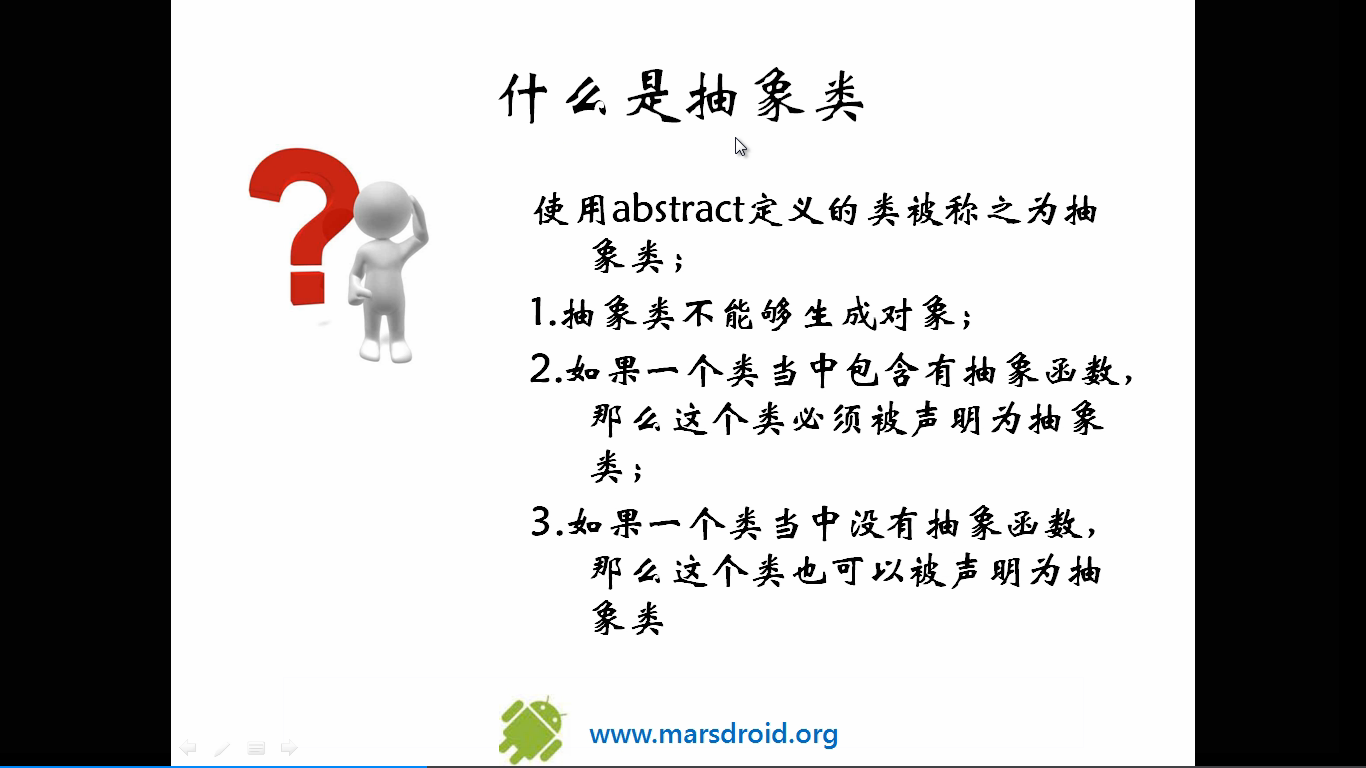 什么是抽象类
使用abstract定义的类被称之为抽
象类；
1.抽象类不能够生成对象；
2.如果一个类当中包含有抽象函数，
那么这个类必须被声明为抽象
类；
3.如果一个类当中没有抽象函数，
那么这个类也可以被声明为抽
象类
www.marsdroid.org